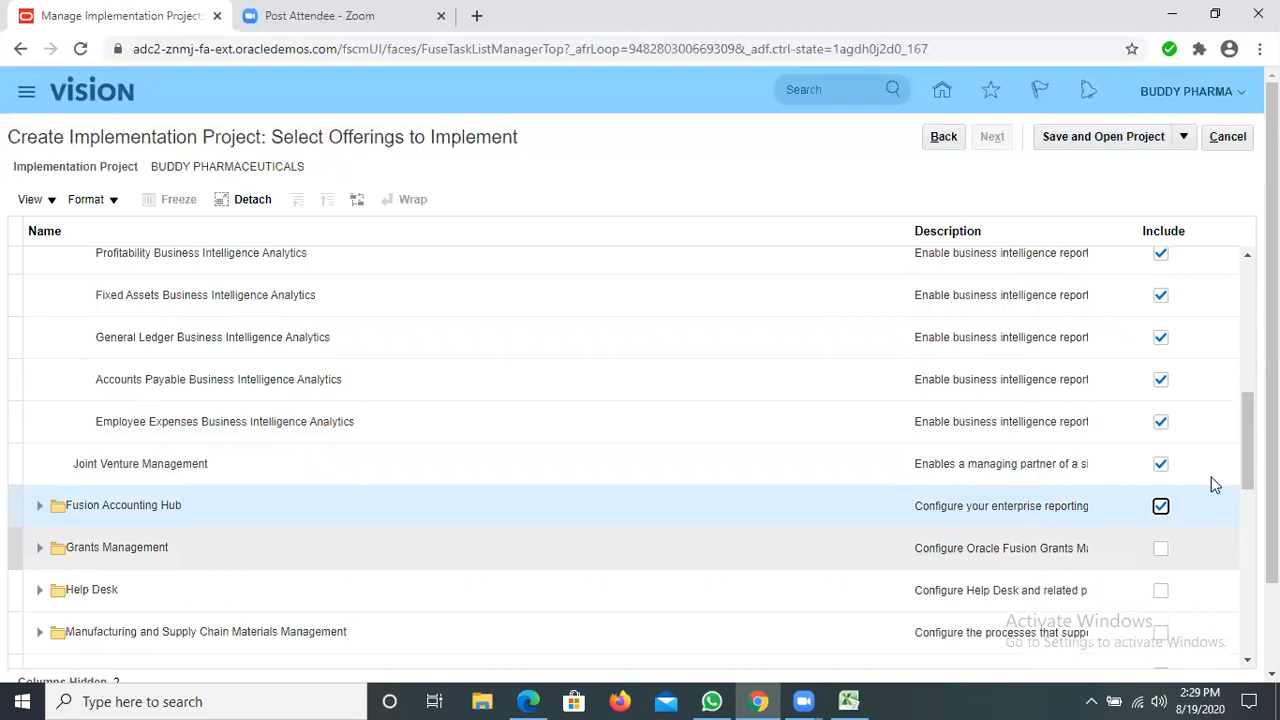 Manage Implementation Projects
Post Attendee - Zoom
adc2-znmj-fa-ext.oracledemos.com/fscmUI/faces/FuseTaskListManagerTop?_afrLoop=9482803006669309&_adf.ctrl-state=1agdh0j2d0_167
VISION
Search
BUDDY PHARMA
Create Implementation Project: Select Offerings to Implement
Back
Next
Save and Open Project
Cancel
Implementation Project BUDDY PHARMACEUTICALS
View
Format
Freeze
Detach
Wrap
Name Description Include
Profitability Business Intelligence Analytics Enable business intelligence report
Fixed Assets Business Intelligence Analytics Enable business intelligence report
General Ledger Business Intelligence Analytics Enable business intelligence report
Accounts Payable Business Intelligence Analytics Enable business intelligence report
Employee Expenses Business Intelligence Analytics Enable business intelligence report
Joint Venture Management Enables a managing partner of a si
Fusion Accounting Hub Configure your enterprise reporting
Grants Management Configure Oracle Fusion Grants Ma
Help Desk Configure Help Desk and related p
Manufacturing and Supply Chain Materials Management Configure the processes that supp
Activate Windows
Go to Settings to activate Windows.
Columns Hidden 2
Type here to search
2:29 PM
8/19/2020